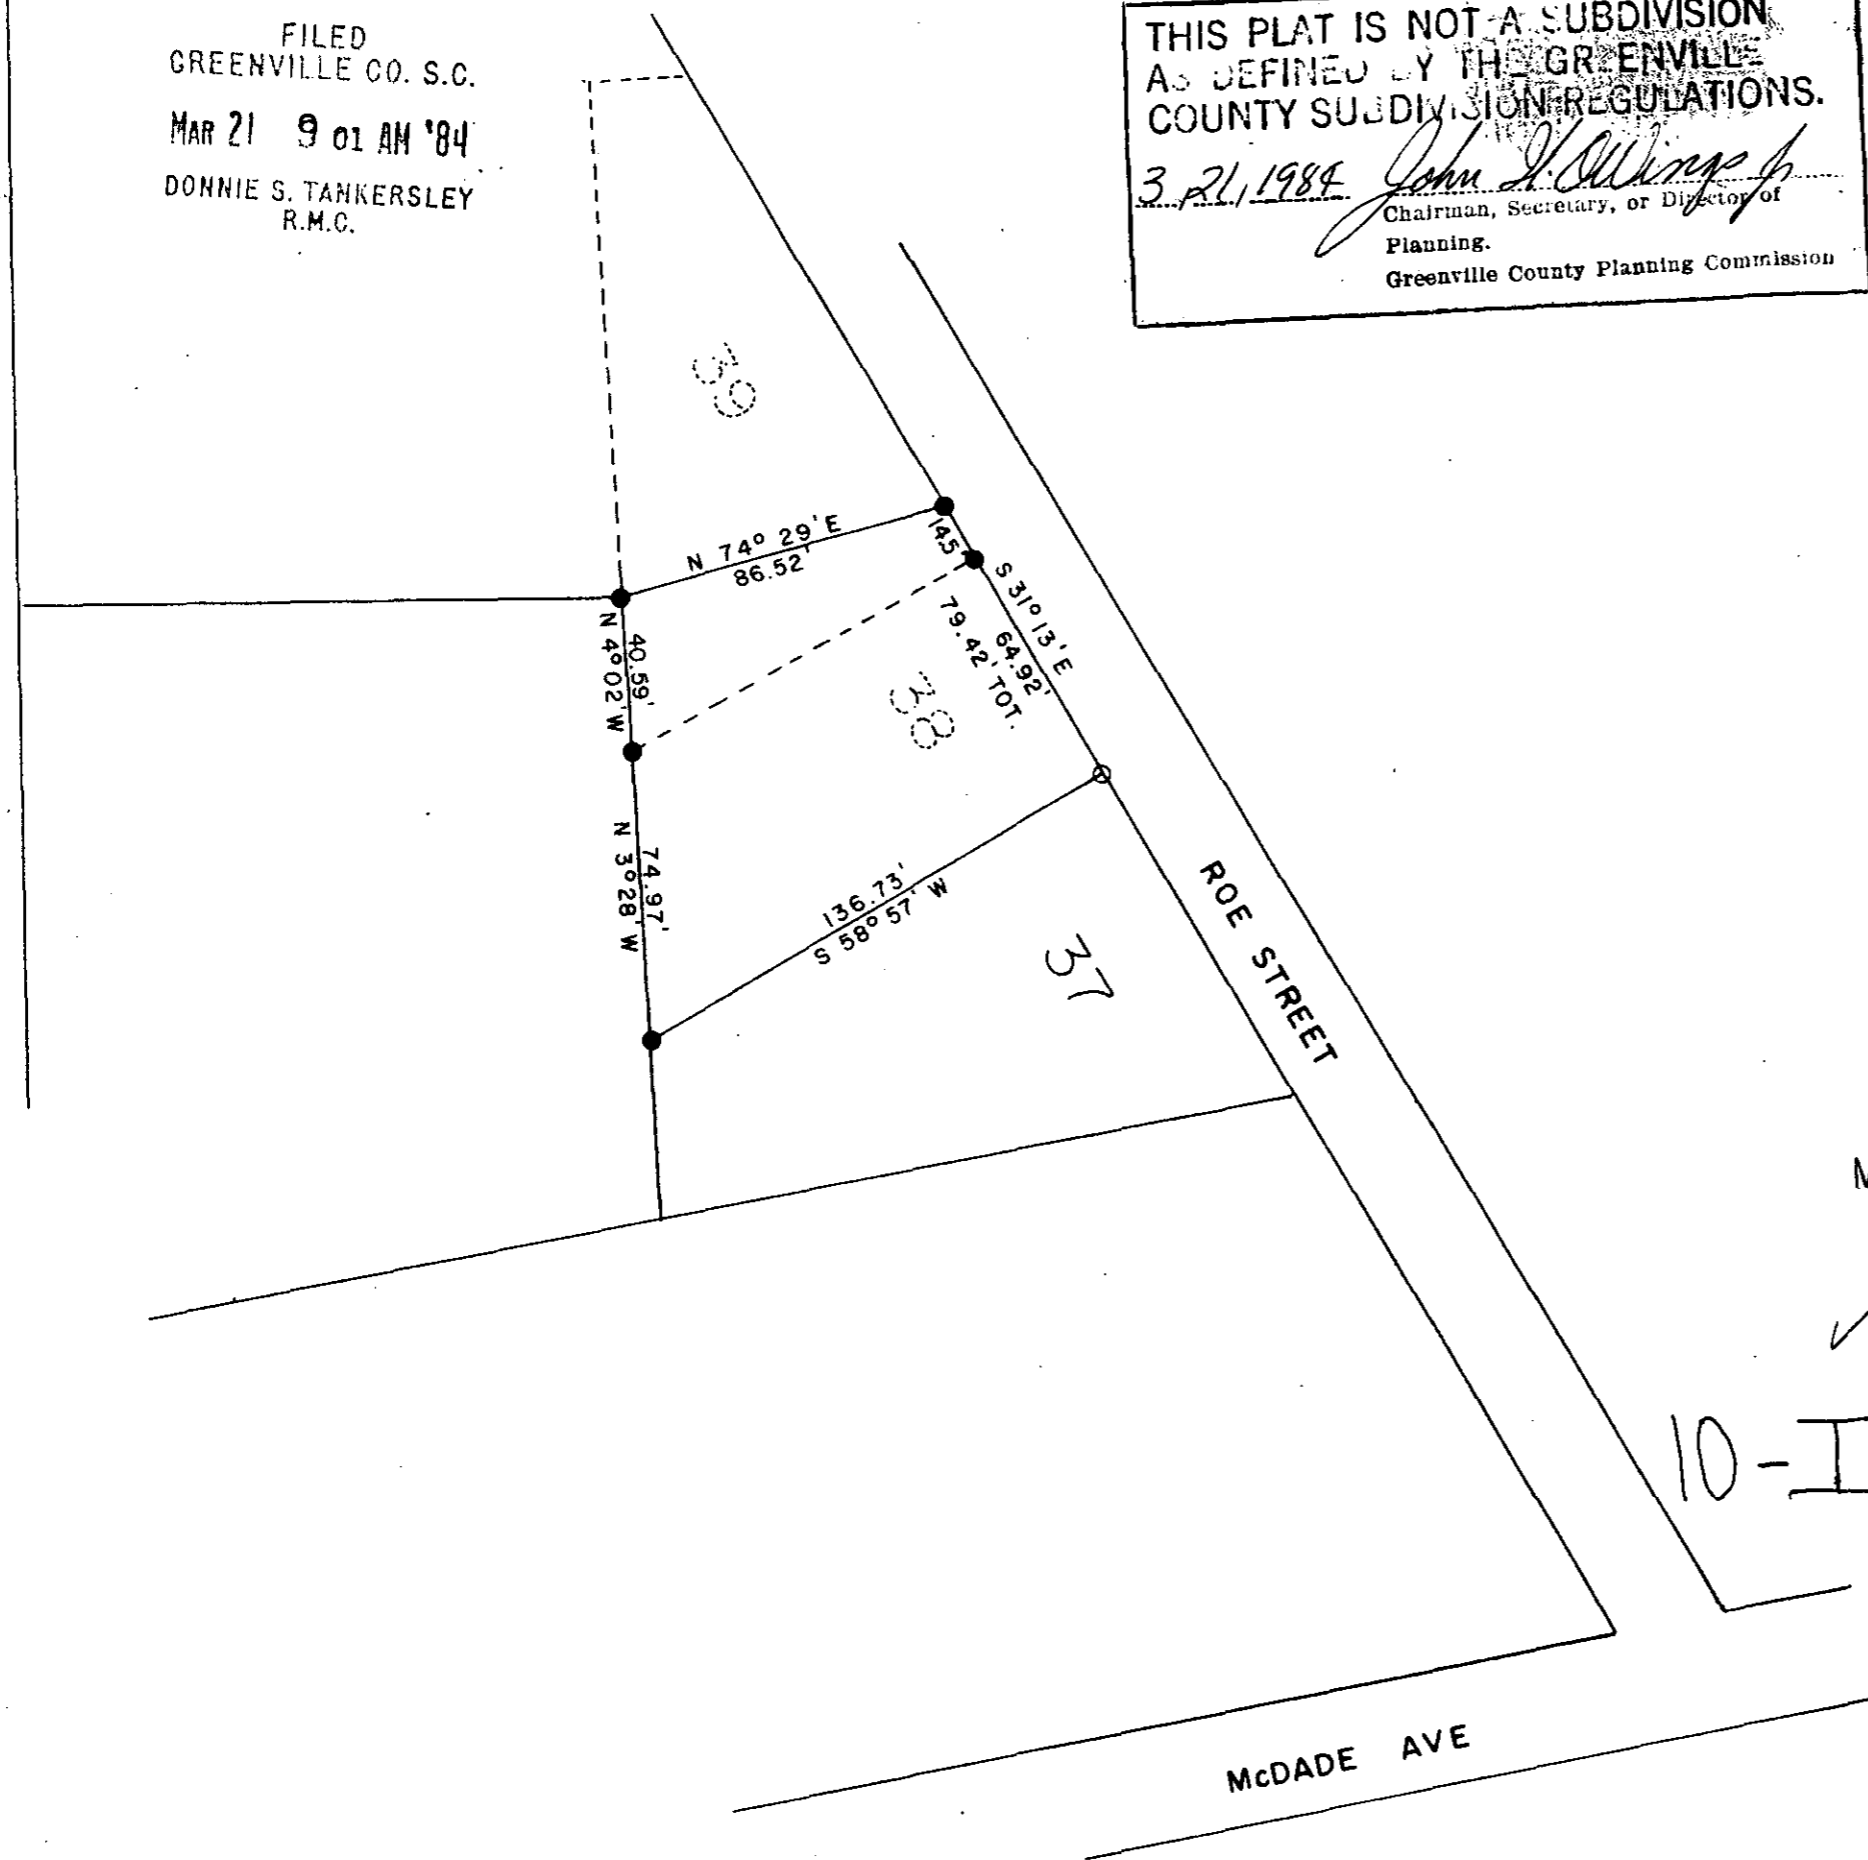 FILED
GREENVILLE CO. S.C.
MAR 21 9 01 AM '84
DONNIE S. TANKERSLEY
R.M.C.
THIS PLAT IS NOT A SUBDIVISION
AS DEFINED BY THE GREENVILLE
COUNTY SUBDIVISION REGULATIONS.
3, 21, 1984 John H. Owings Jr
Chairman, Secretary, or Director of
Planning.
Greenville County Planning Commission
39
N 74° 29' E
86.52'
14.5'
S 31° 13' E
64.92'
79.42' TOT.
40.59'
N 4° 02' W
38
74.97'
N 3° 28' W
136.73'
S 58° 57' W
37
ROE STREET
10-I
McDADE AVE